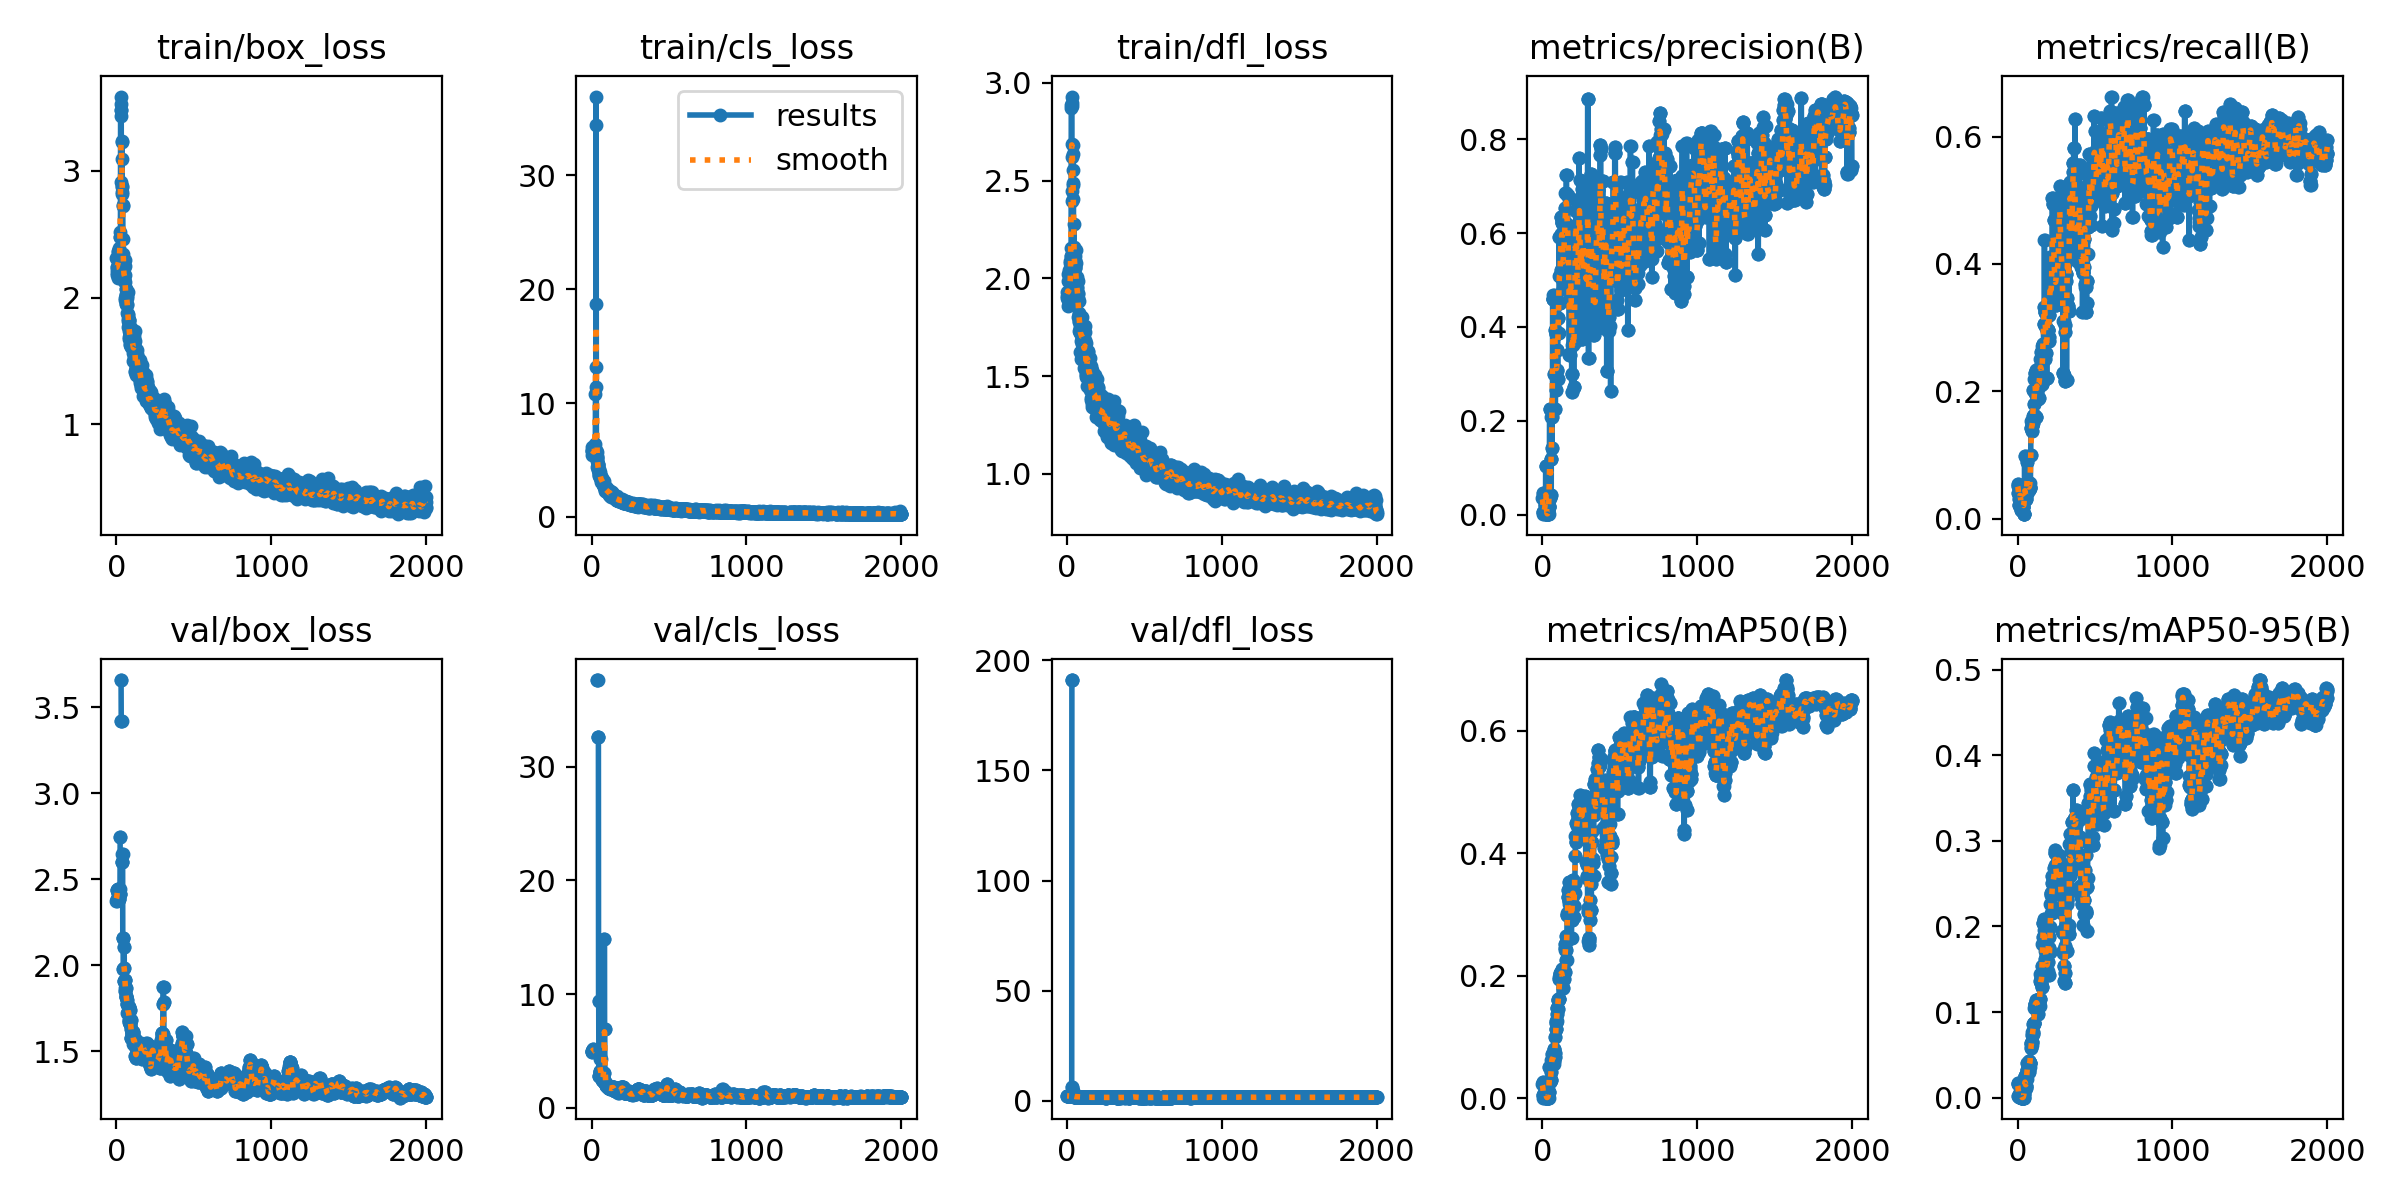 train/box_loss
3
2
1
0 1000 2000
train/cls_loss
results
smooth
30
20
10
0
0 1000 2000
train/dfl_loss
3.0
2.5
2.0
1.5
1.0
0 1000 2000
metrics/precision(B)
0.8
0.6
0.4
0.2
0.0
0 1000 2000
metrics/recall(B)
0.6
0.4
0.2
0.0
0 1000 2000
val/box_loss
3.5
3.0
2.5
2.0
1.5
0 1000 2000
val/cls_loss
30
20
10
0
0 1000 2000
val/dfl_loss
200
150
100
50
0
0 1000 2000
metrics/mAP50(B)
0.6
0.4
0.2
0.0
0 1000 2000
metrics/mAP50-95(B)
0.5
0.4
0.3
0.2
0.1
0.0
0 1000 2000